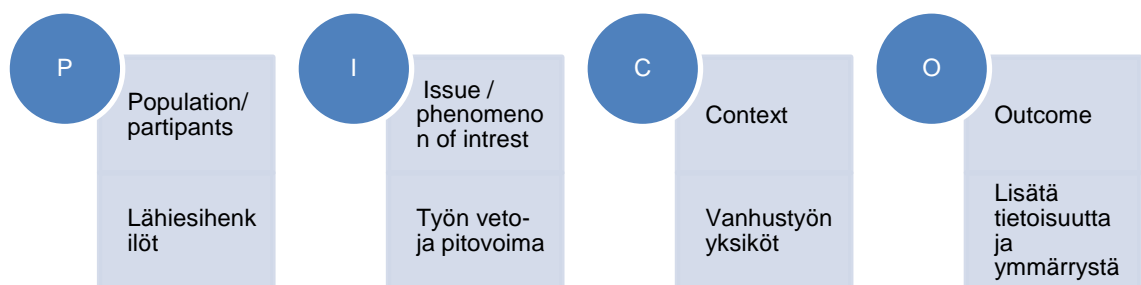 P
Population/
partipants
Lähiesihenk
ilöt
I
Issue /
phenomeno
n of intrest
Työn veto-
ja pitovoima
C
Context
Vanhustyön
yksiköt
O
Outcome
Lisätä
tietoisuutta
ja
ymmärrystä